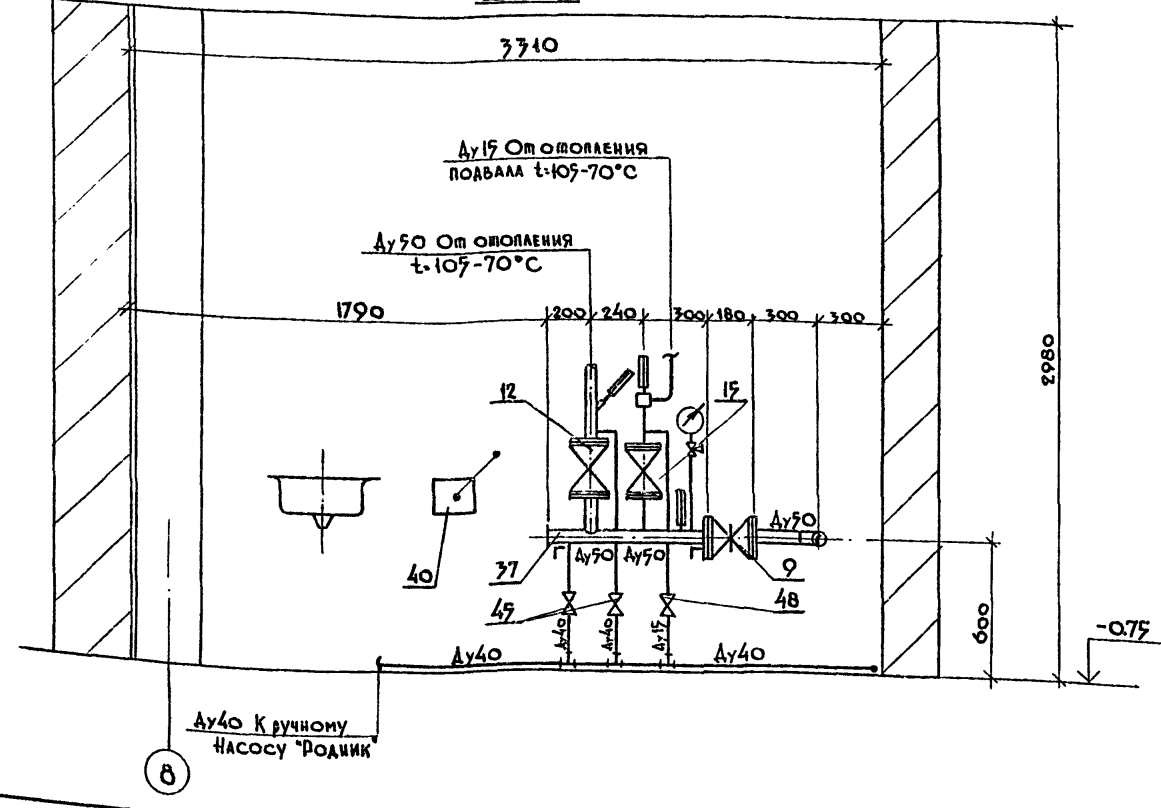 3310
Ду15 От отопления
подвала t=105-70°C
Ду50 От отопления
t=105-70°C
1790
200
240
300
180
300
300
2980
12
15
Ду50
40
37
Ду50
Ду50
9
45
48
Ду40
Ду40
Ду15
600
-0.75
Ду40
Ду40
Ду40 К ручному
насосу "Родник"
8